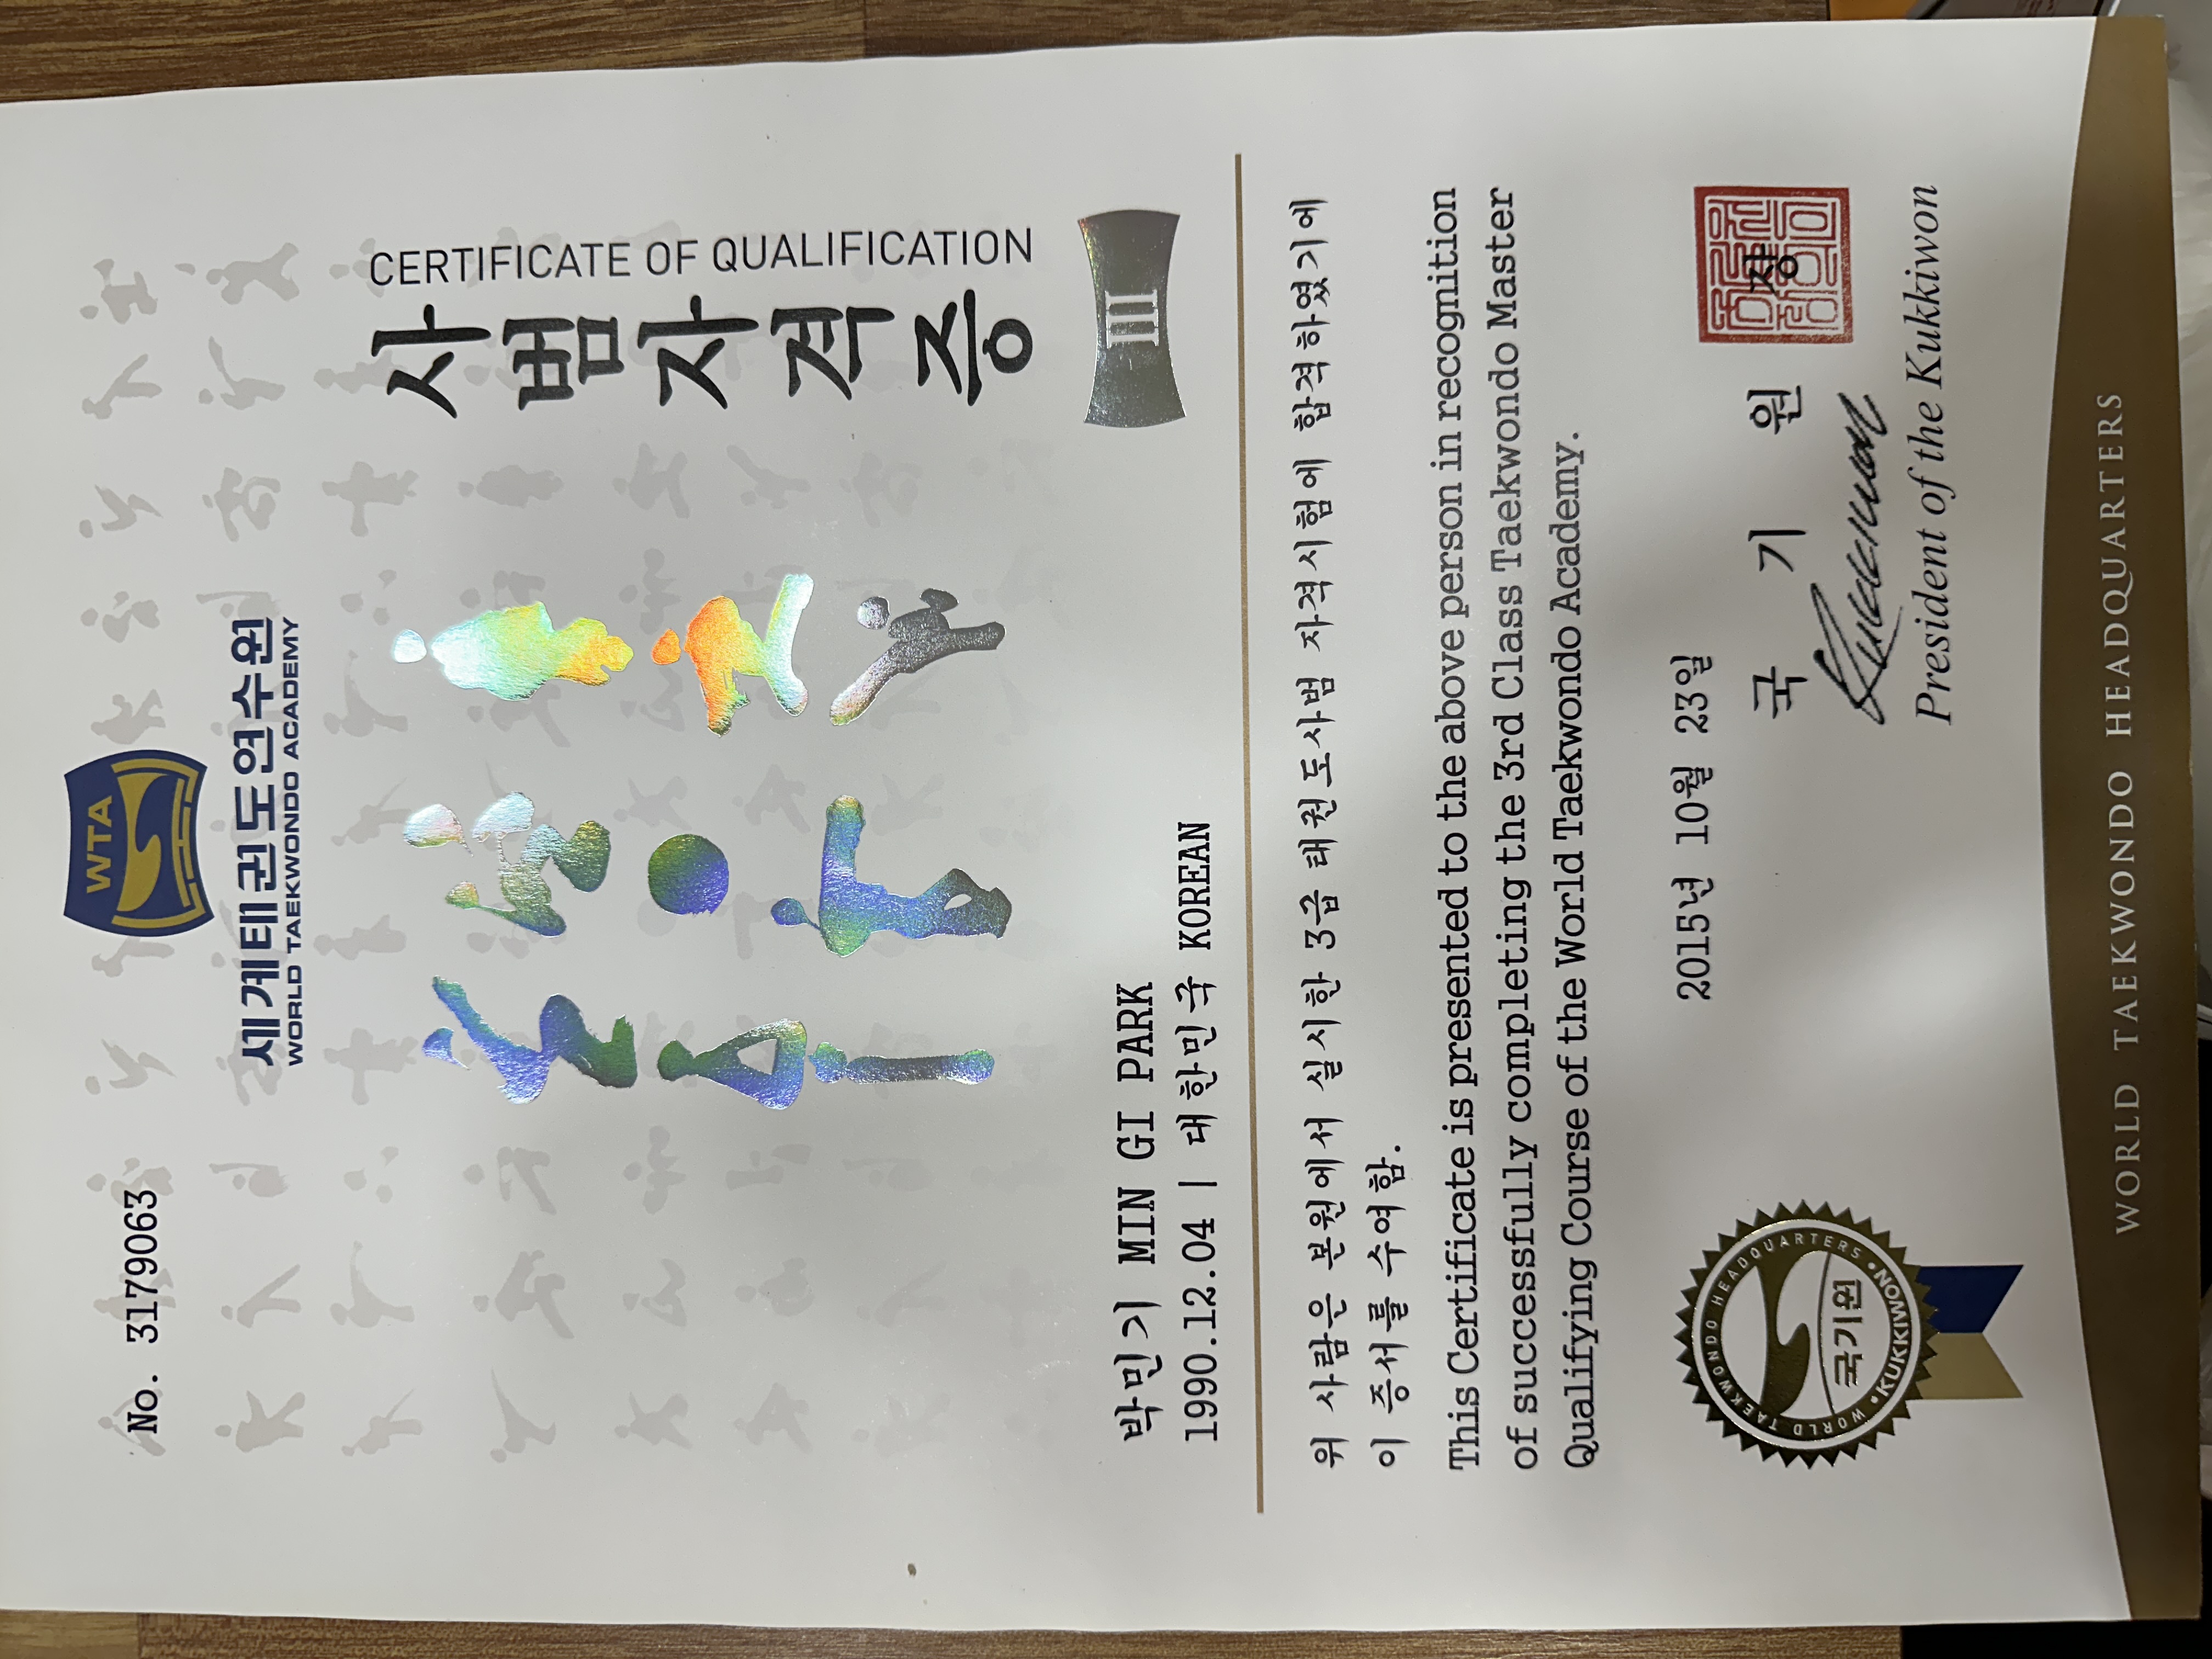 No. 31790063
WTA
세계태권도연수원
WORLD TAEKWONDO ACADEMY
CERTIFICATE OF QUALIFICATION
사범자격증
III
박민기 MIN GI PARK
1990.12.04 | 대한민국 KOREAN
위 사람은 본원에서 실시한 3급 태권도사범 자격시험에 합격하였기에
이 증서를 수여함.
This Certificate is presented to the above person in recognition
of successfully completing the 3rd Class Taekwondo Master
Qualifying Course of the World Taekwondo Academy.
2015년 10월 23일
국 기 원 장
President of the Kukkiwon
WORLD TAEKWONDO HEADQUARTERS
국기원
KUKKIWON
WORLD TAEKWONDO HEADQUARTERS